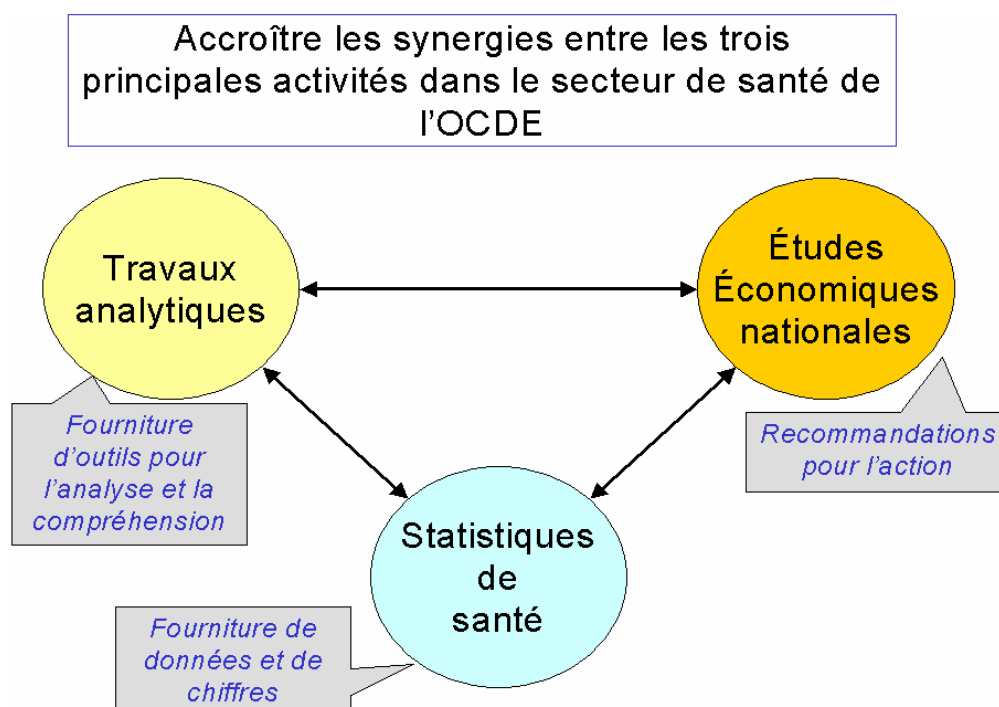 Accroître les synergies entre les trois
principales activités dans le secteur de santé de
l'OCDE
Travaux
analytiques
Études
Économiques
nationales
Fourniture
d'outils pour
l'analyse et la
compréhension
Recommandations
pour l'action
Statistiques
de
santé
Fourniture de
données et de
chiffres